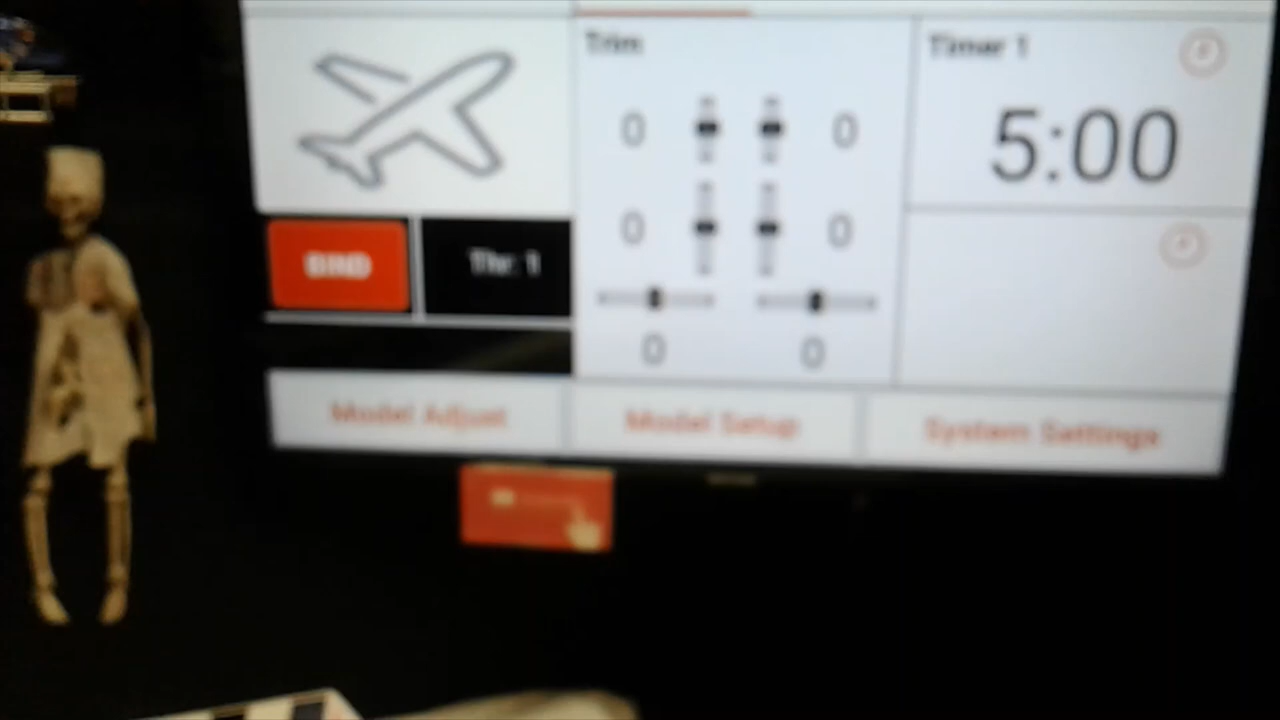 Trim
Timer 1
0
0
5:00
0
0
BIND
Thr: 1
0
0
Model Adjust
Model Setup
System Settings